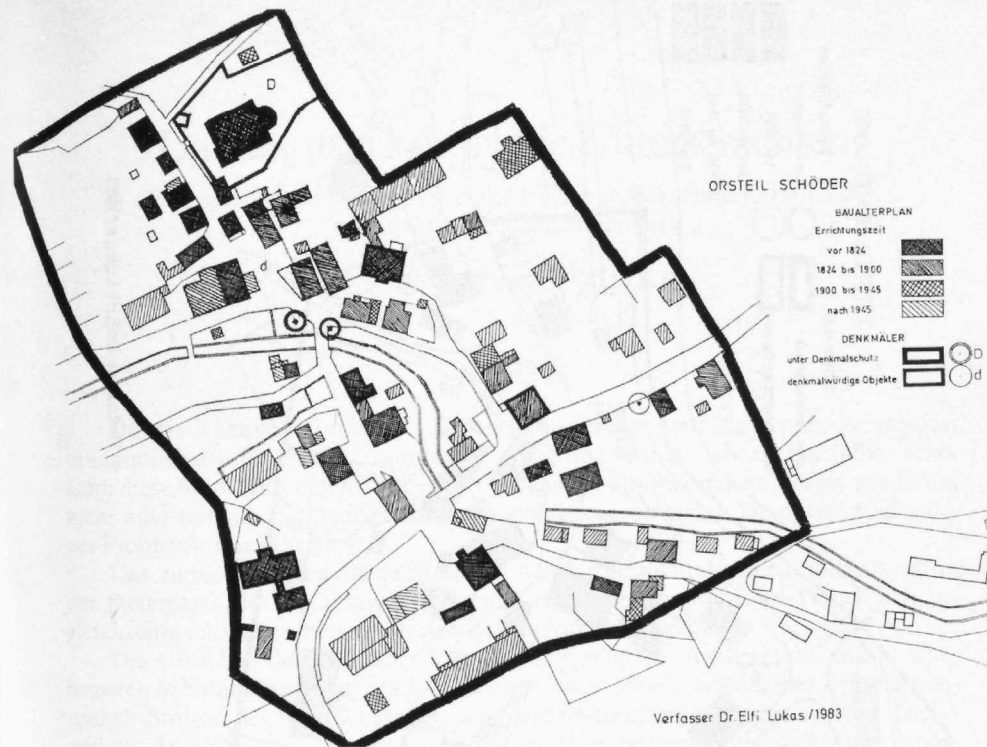 ORSTEIL SCHÖDER
BAUALTERPLAN
Errichtungszeit
vor 1824
1824 bis 1900
1900 bis 1945
nach 1945
DENKMÄLER
unter Denkmalschutz D
denkmalwürdige Objekte d
D
d
Verfasser Dr. Elfi Lukas /1983